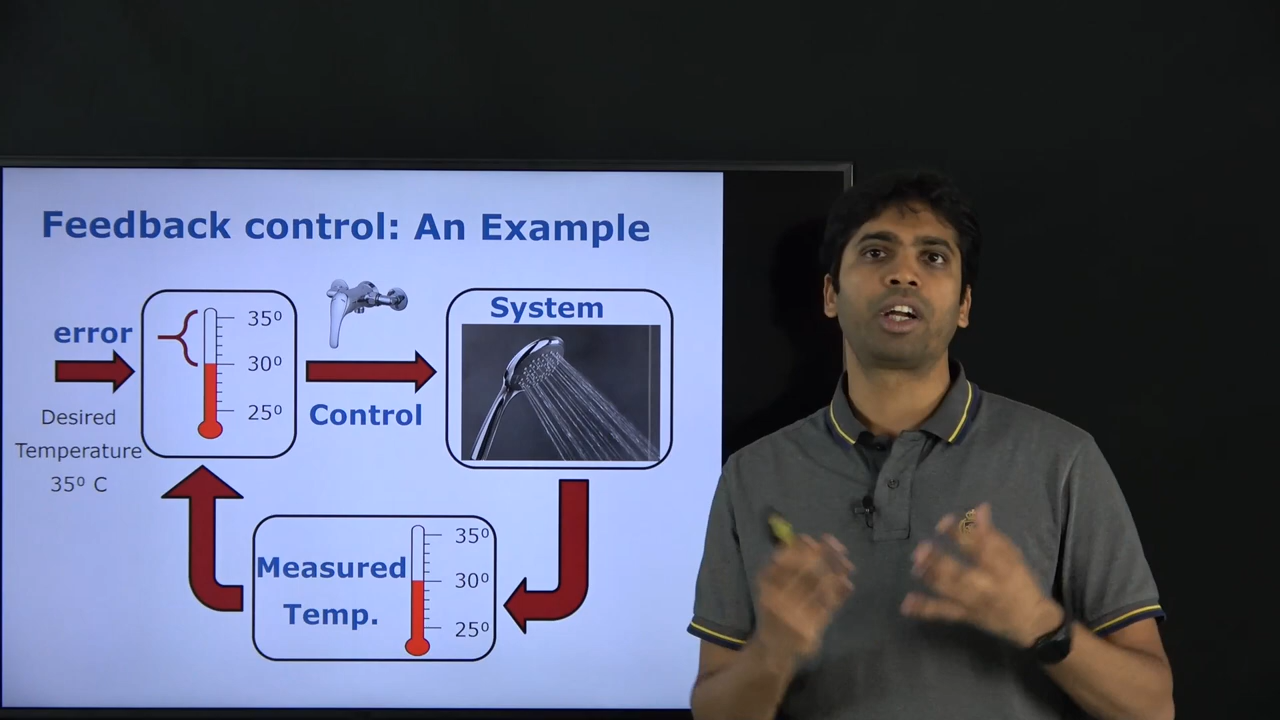 Feedback control: An Example
error
Desired
Temperature
35⁰ C
35⁰
30⁰
25⁰
Control
System
Measured
Temp.
35⁰
30⁰
25⁰